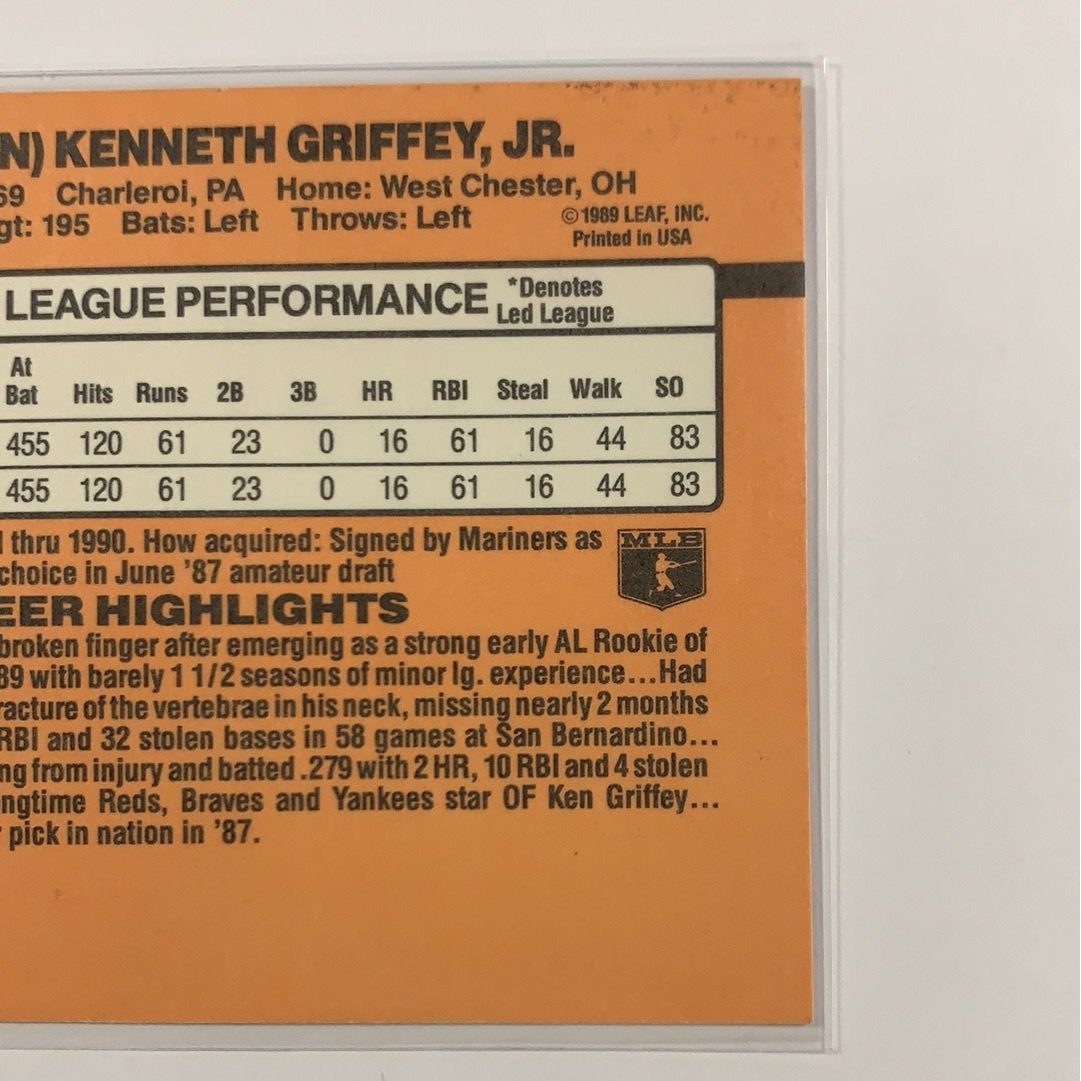 N) KENNETH GRIFFEY, JR.
69 Charleroi, PA Home: West Chester, OH
gt: 195 Bats: Left Throws: Left
©1989 LEAF, INC.
Printed in USA
LEAGUE PERFORMANCE *Denotes Led League
At Bat Hits Runs 2B 3B HR RBI Steal Walk SO
455 120 61 23 0 16 61 16 44 83
455 120 61 23 0 16 61 16 44 83
thru 1990. How acquired: Signed by Mariners as
choice in June '87 amateur draft
MLB
EER HIGHLIGHTS
broken finger after emerging as a strong early AL Rookie of
89 with barely 1 1/2 seasons of minor lg. experience...Had
racture of the vertebrae in his neck, missing nearly 2 months
RBI and 32 stolen bases in 58 games at San Bernardino...
ng from injury and batted .279 with 2 HR, 10 RBI and 4 stolen
ngtime Reds, Braves and Yankees star OF Ken Griffey...
pick in nation in '87.